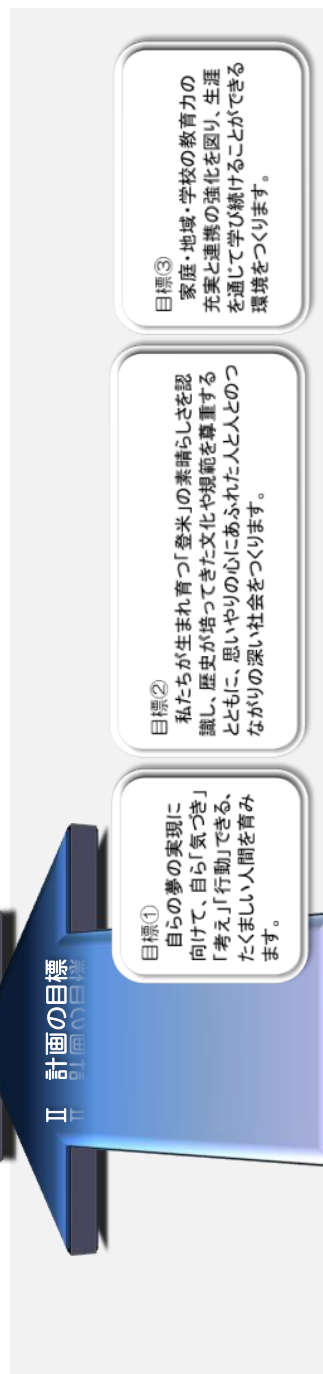 Ⅱ 計画の目標
目標①
自らの夢の実現に
向けて、自ら「気づき」
「考え」「行動」できる、
たくましい人間を育み
ます。
目標②
私たちが生まれ育つ「登米」の素晴らしさを認
識し、歴史が培ってきた文化や規範を尊重する
とともに、思いやりの心にあふれた人と人とのつ
ながりの深い社会をつくります。
目標③
家庭・地域・学校の教育力の
充実と連携の強化を図り、生涯
を通じて学び続けることができる
環境をつくります。